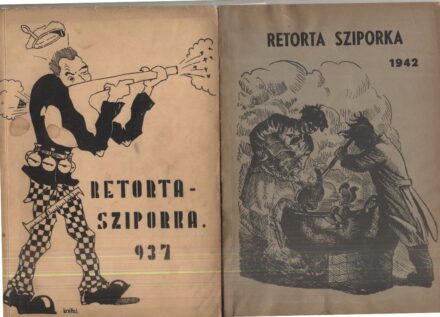 RETORTA-
SZIPORKA.
937
RETORTA SZIPORKA
1942